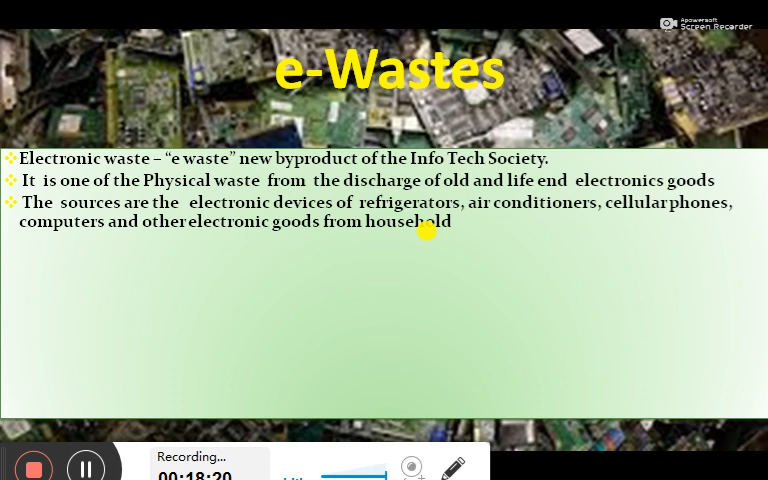 Apowersoft
Screen Recorder
e-Wastes
Electronic waste – “e waste” new byproduct of the Info Tech Society.
It is one of the Physical waste from the discharge of old and life end electronics goods
The sources are the electronic devices of refrigerators, air conditioners, cellular phones,
computers and other electronic goods from household
Recording...
00:18:20